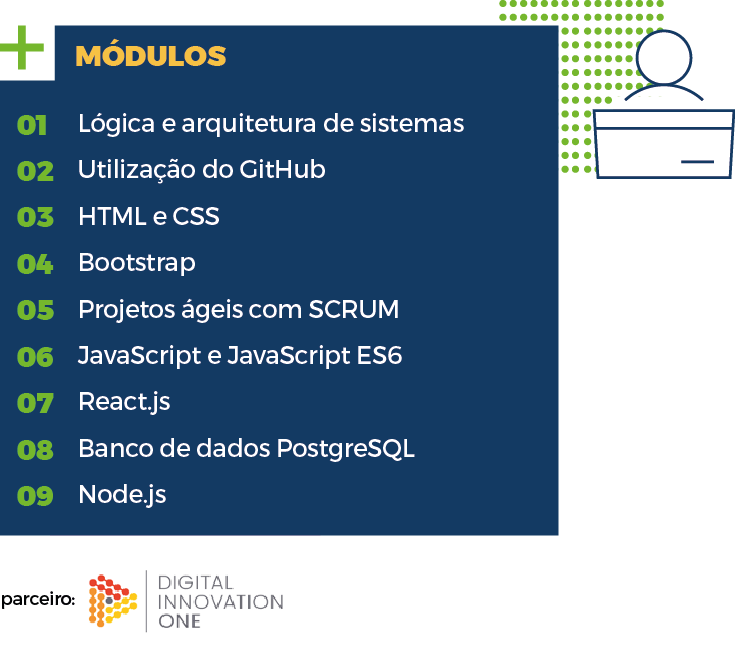 MÓDULOS
01 Lógica e arquitetura de sistemas
02 Utilização do GitHub
03 HTML e CSS
04 Bootstrap
05 Projetos ágeis com SCRUM
06 JavaScript e JavaScript ES6
07 React.js
08 Banco de dados PostgreSQL
09 Node.js
parceiro:
DIGITAL
INNOVATION
ONE